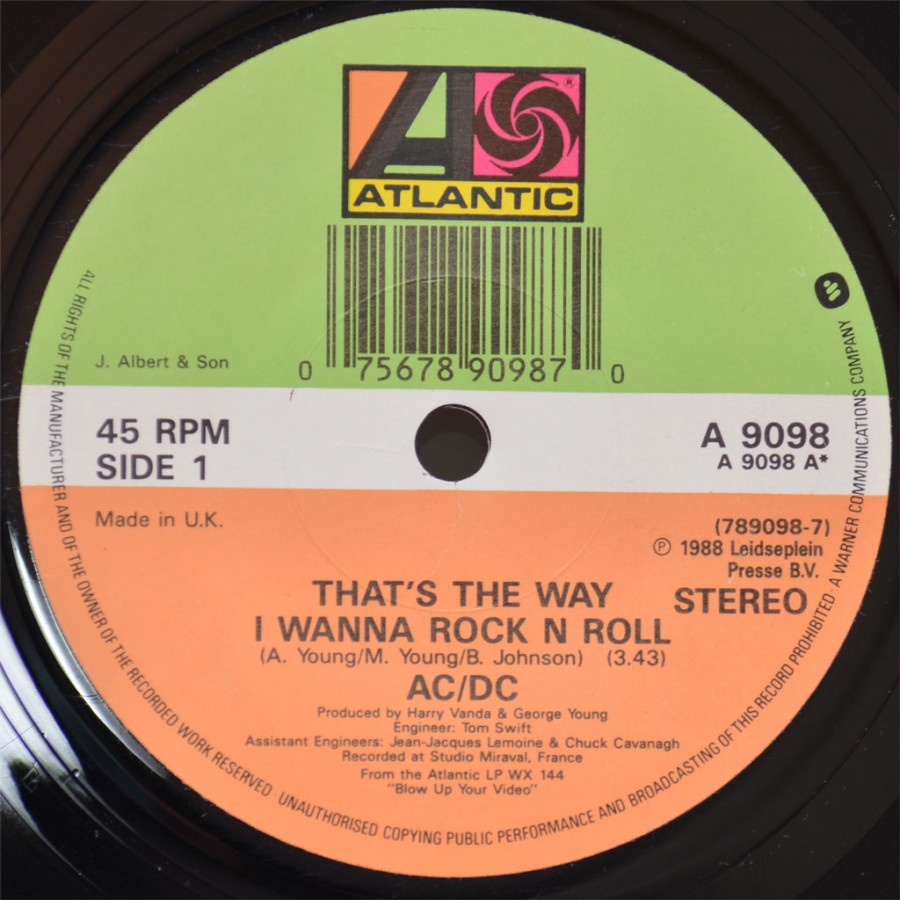 A
®
ATLANTIC
0 75678 90987 0
J. Albert & Son
45 RPM
SIDE 1
A 9098
A 9098 A*
Made in U.K.
(789098-7)
℗ 1988 Leidseplein
Presse B.V.
STEREO
THAT'S THE WAY
I WANNA ROCK N ROLL
(A. Young/M. Young/B. Johnson) (3.43)
AC/DC
Produced by Harry Vanda & George Young
Engineer: Tom Swift
Assistant Engineers: Jean-Jacques Lemoine & Chuck Cavanagh
Recorded at Studio Miraval, France
From the Atlantic LP WX 144
"Blow Up Your Video"
ALL RIGHTS OF THE MANUFACTURER AND OF THE OWNER OF THE RECORDED WORK RESERVED · UNAUTHORISED COPYING PUBLIC PERFORMANCE AND BROADCASTING OF THIS RECORD PROHIBITED · A WARNER COMMUNICATIONS COMPANY